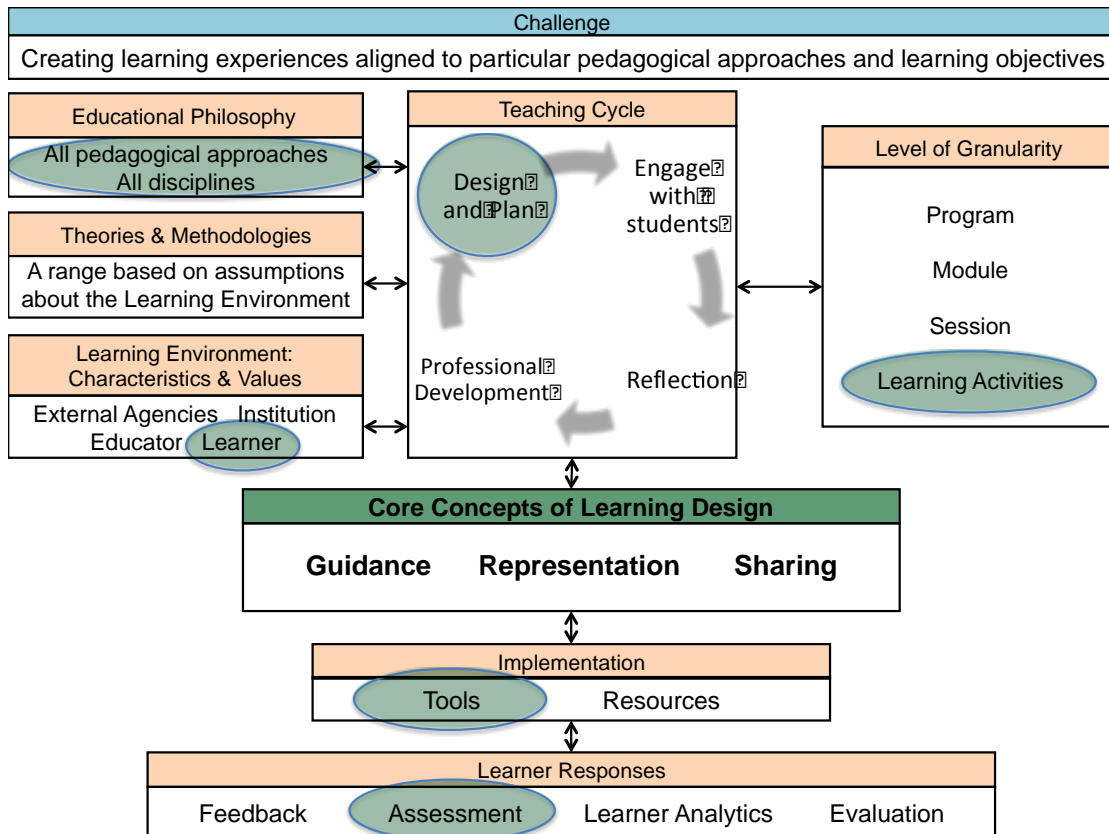 Challenge
Creating learning experiences aligned to particular pedagogical approaches and learning objectives
Educational Philosophy
All pedagogical approaches
All disciplines
Theories & Methodologies
A range based on assumptions
about the Learning Environment
Learning Environment:
Characteristics & Values
External Agencies Institution
Educator Learner
Teaching Cycle
Design
and Plan
Engage
with
students
Reflection
Professional
Development
Level of Granularity
Program
Module
Session
Learning Activities
Core Concepts of Learning Design
Guidance Representation Sharing
Implementation
Tools Resources
Learner Responses
Feedback Assessment Learner Analytics Evaluation